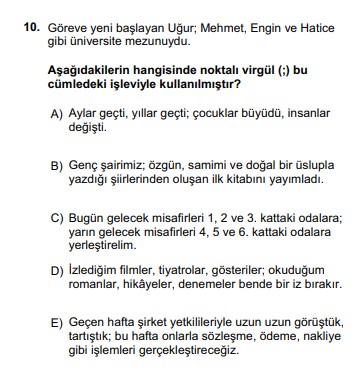 10. Göreve yeni başlayan Uğur; Mehmet, Engin ve Hatice
gibi üniversite mezunuydu.
Aşağıdakilerin hangisinde noktalı virgül (;) bu
cümledeki işleviyle kullanılmıştır?
A) Aylar geçti, yıllar geçti; çocuklar büyüdü, insanlar
değişti.
B) Genç şairimiz; özgün, samimi ve doğal bir üslupla
yazdığı şiirlerinden oluşan ilk kitabını yayımladı.
C) Bugün gelecek misafirleri 1, 2 ve 3. kattaki odalara;
yarın gelecek misafirleri 4, 5 ve 6. kattaki odalara
yerleştirelim.
D) İzlediğim filmler, tiyatrolar, gösteriler; okuduğum
romanlar, hikâyeler, denemeler bende bir iz bırakır.
E) Geçen hafta şirket yetkilileriyle uzun uzun görüştük,
tartıştık; bu hafta onlarla sözleşme, ödeme, nakliye
gibi işlemleri gerçekleştireceğiz.